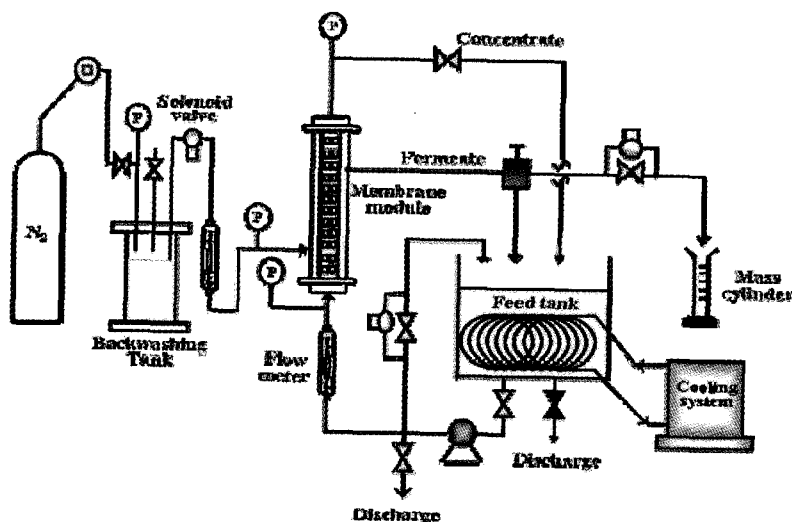 P
Concentrate
Solenoid
valve
P
Permeate
Membrane
module
N₂
P
P
Feed tank
Mass
cylinder
Backwashing
Tank
Flow
meter
Cooling
system
Discharge
Discharge